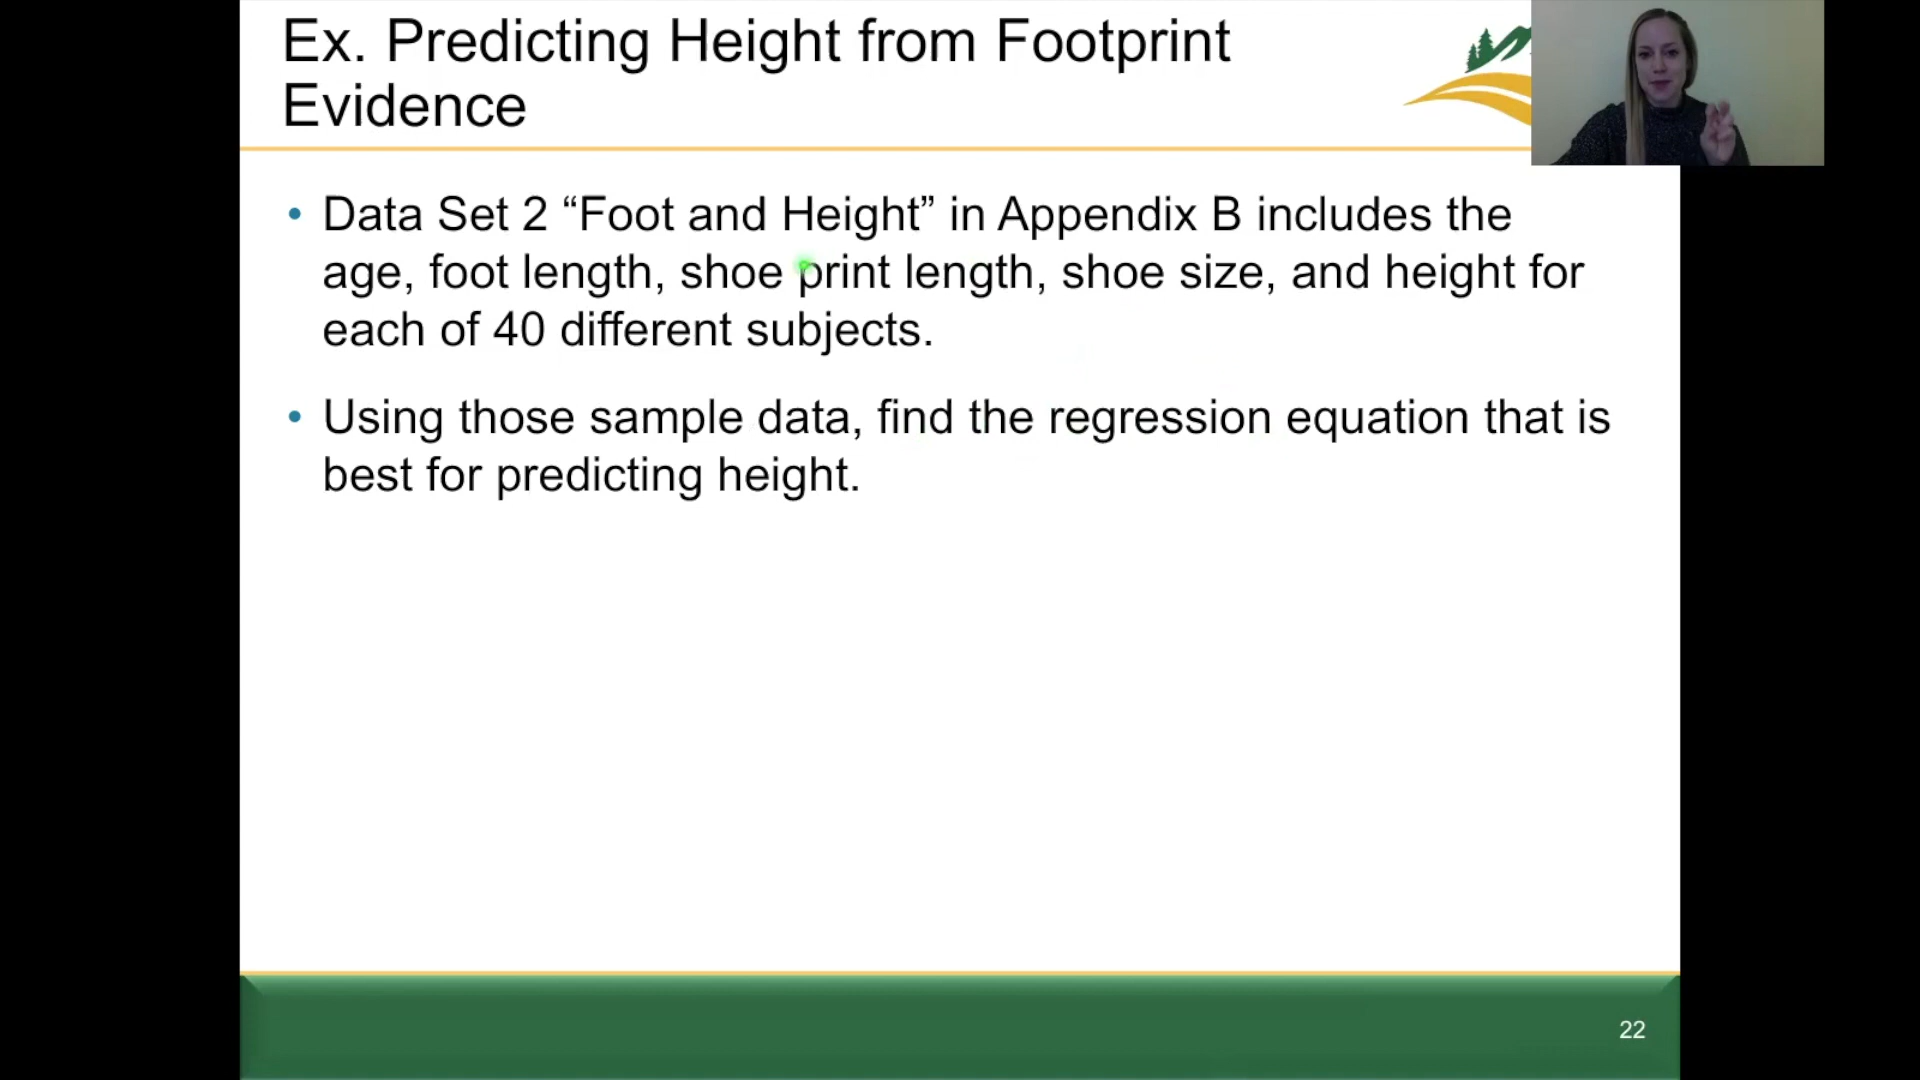 Ex. Predicting Height from Footprint
Evidence
• Data Set 2 “Foot and Height” in Appendix B includes the
age, foot length, shoe print length, shoe size, and height for
each of 40 different subjects.
• Using those sample data, find the regression equation that is
best for predicting height.
22